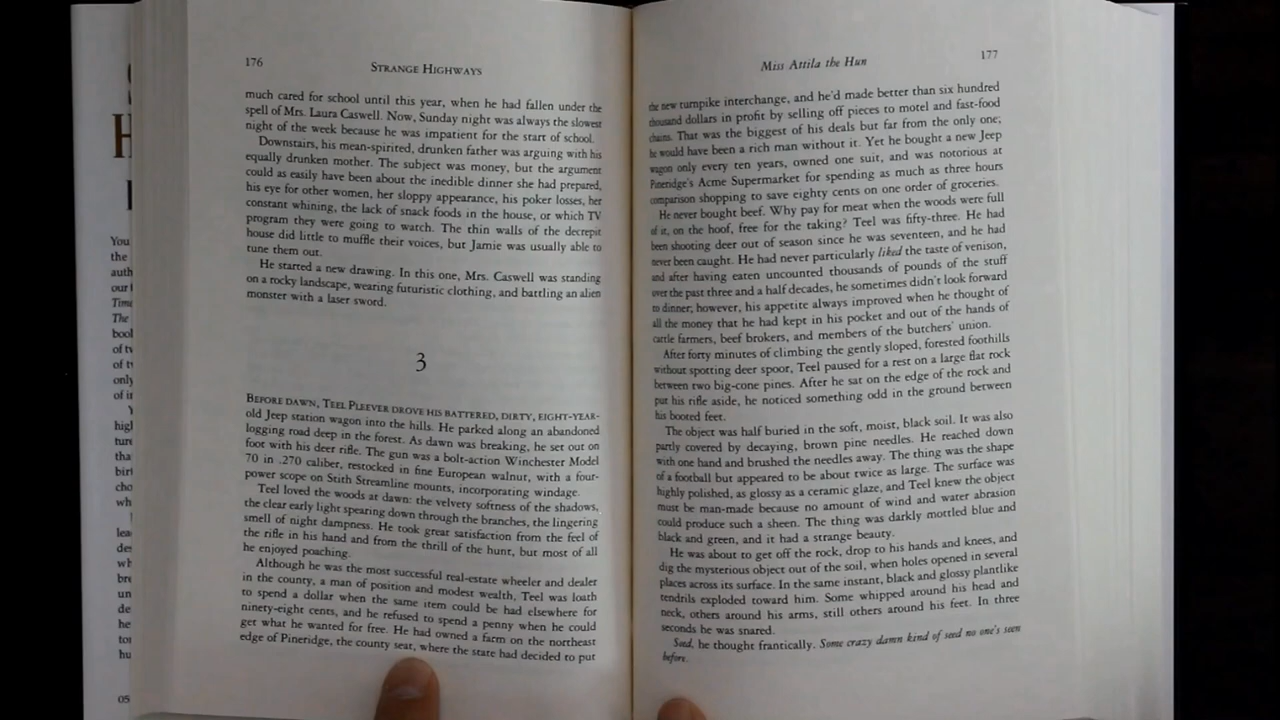 176
STRANGE HIGHWAYS
much cared for school until this year, when he had fallen under the
spell of Mrs. Laura Caswell. Now, Sunday night was always the slowest
night of the week because he was impatient for the start of school.
Downstairs, his mean-spirited, drunken father was arguing with his
equally drunken mother. The subject was money, but the argument
could as easily have been about the inedible dinner she had prepared,
his eye for other women, her sloppy appearance, his poker losses, her
constant whining, the lack of snack foods in the house, or which TV
program they were going to watch. The thin walls of the decrepit
house did little to muffle their voices, but Jamie was usually able to
tune them out.
He started a new drawing. In this one, Mrs. Caswell was standing
on a rocky landscape, wearing futuristic clothing, and battling an alien
monster with a laser sword.
3
BEFORE DAWN, TEEL PLEEVER DROVE HIS BATTERED, DIRTY, EIGHT-YEAR-
old Jeep station wagon into the hills. He parked along an abandoned
logging road deep in the forest. As dawn was breaking, he set out on
foot with his deer rifle. The gun was a bolt-action Winchester Model
70 in .270 caliber, restocked in fine European walnut, with a four-
power scope on Stith Streamline mounts, incorporating windage.
Teel loved the woods at dawn: the velvety softness of the shadows,
the clear early light spearing down through the branches, the lingering
smell of night dampness. He took great satisfaction from the feel of
the rifle in his hand and from the thrill of the hunt, but most of all
he enjoyed poaching.
Although he was the most successful real-estate wheeler and dealer
in the county, a man of position and modest wealth, Teel was loath
to spend a dollar when the same item could be had elsewhere for
ninety-eight cents, and he refused to spend a penny when he could
get what he wanted for free. He had owned a farm on the northeast
edge of Pineridge, the county seat, where the state had decided to put
Miss Attila the Hun
177
the new turnpike interchange, and he'd made better than six hundred
thousand dollars in profit by selling off pieces to motel and fast-food
chains. That was the biggest of his deals but far from the only one;
he would have been a rich man without it. Yet he bought a new Jeep
wagon only every ten years, owned one suit, and was notorious at
Pineridge's Acme Supermarket for spending as much as three hours
comparison shopping to save eighty cents on one order of groceries.
He never bought beef. Why pay for meat when the woods were full
of it, on the hoof, free for the taking? Teel was fifty-three. He had
been shooting deer out of season since he was seventeen, and he had
never been caught. He had never particularly liked the taste of venison,
and after having eaten uncounted thousands of pounds of the stuff
over the past three and a half decades, he sometimes didn't look forward
to dinner; however, his appetite always improved when he thought of
all the money that he had kept in his pocket and out of the hands of
cattle farmers, beef brokers, and members of the butchers' union.
After forty minutes of climbing the gently sloped, forested foothills
without spotting deer spoor, Teel paused for a rest on a large flat rock
between two big-cone pines. After he sat on the edge of the rock and
put his rifle aside, he noticed something odd in the ground between
his booted feet.
The object was half buried in the soft, moist, black soil. It was also
partly covered by decaying, brown pine needles. He reached down
with one hand and brushed the needles away. The thing was the shape
of a football but appeared to be about twice as large. The surface was
highly polished, as glossy as a ceramic glaze, and Teel knew the object
must be man-made because no amount of wind and water abrasion
could produce such a sheen. The thing was darkly mottled blue and
black and green, and it had a strange beauty.
He was about to get off the rock, drop to his hands and knees, and
dig the mysterious object out of the soil, when holes opened in several
places across its surface. In the same instant, black and glossy plantlike
tendrils exploded toward him. Some whipped around his head and
neck, others around his arms, still others around his feet. In three
seconds he was snared.
Seed, he thought frantically. Some crazy damn kind of seed no one's seen
before.